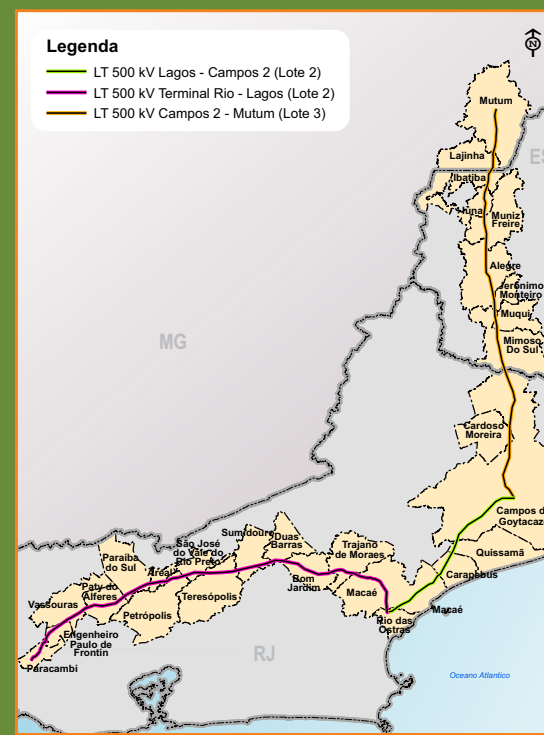 Legenda
LT 500 kV Lagos - Campos 2 (Lote 2)
LT 500 kV Terminal Rio - Lagos (Lote 2)
LT 500 kV Campos 2 - Mutum (Lote 3)
N
Mutum
ES
Lajinha
Ibatiba
Iúna
Muniz
Freire
Alegre
Jerônimo
Monteiro
Muqui
Mimoso
Do Sul
MG
Cardoso
Moreira
Campos d
Goytacaze
Quissamã
Carapebus
Macaé
Rio das
Ostras
Trajano
de Moraes
Macaé
Bom
Jardim
Duas
Barras
Sumidouro
São José
do Vale do
Rio Preto
Teresópolis
Areal
Petrópolis
Paraíba
do Sul
Paty do
Alferes
Vassouras
Engenheiro
Paulo de
Frontin
Paracambi
RJ
Oceano Atlantico